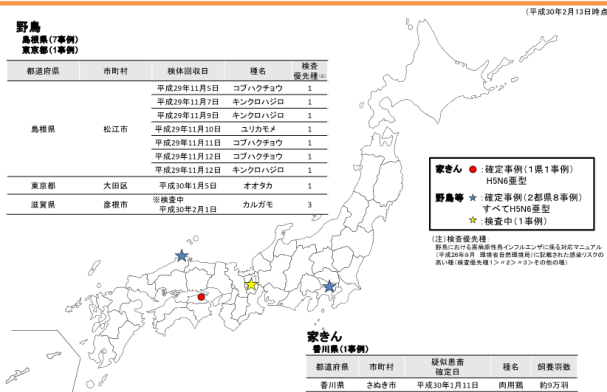 (平成30年2月13日時点
野鳥
島根県(7事例)
東京都(1事例)
都道府県 市町村 検体回収日 種名 検査優先種※
島根県 松江市 平成29年11月5日 コブハクチョウ 1
平成29年11月7日 キンクロハジロ 1
平成29年11月9日 キンクロハジロ 1
平成29年11月10日 ユリカモメ 1
平成29年11月11日 コブハクチョウ 1
平成29年11月12日 コブハクチョウ 1
平成29年11月12日 キンクロハジロ 1
東京都 大田区 平成30年1月5日 オオタカ 1
滋賀県 彦根市 ※検査中 平成30年2月1日 カルガモ 3
家きん ●:確定事例(1県1事例)
H5N6亜型
野鳥等 ★:確定事例(2都県8事例)
すべてH5N6亜型
☆:検査中(1事例)
(注)検査優先種
野鳥における高病原性鳥インフルエンザに係る対応マニュアル
(平成26年9月 環境省自然環境局)に記載された感染リスクの
高い種(検査優先種1>〃2>〃3>その他の種)
家きん
香川県(1事例)
都道府県 市町村 疑似患畜確定日 種名 飼養羽数
香川県 さぬき市 平成30年1月11日 肉用鶏 約9万羽